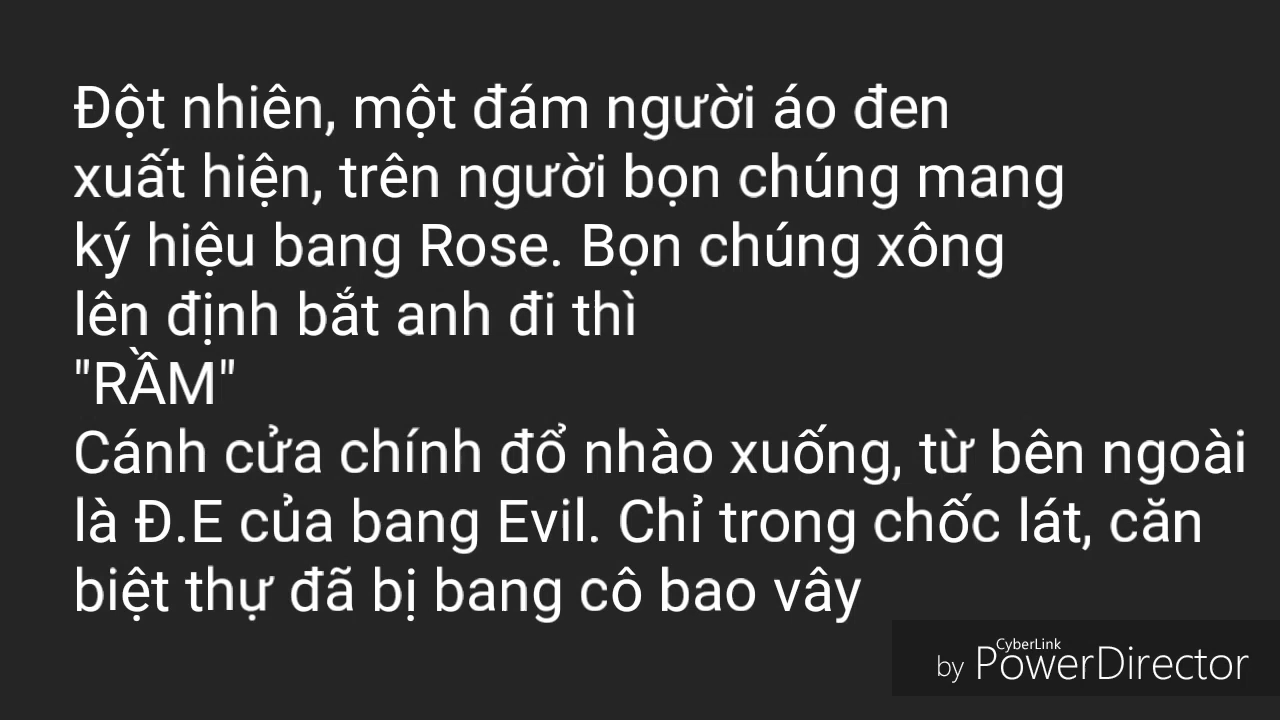 Đột nhiên, một đám người áo đen
xuất hiện, trên người bọn chúng mang
ký hiệu bang Rose. Bọn chúng xông
lên định bắt anh đi thì
"RẦM"
Cánh cửa chính đổ nhào xuống, từ bên ngoài
là Đ.E của bang Evil. Chỉ trong chốc lát, căn
biệt thự đã bị bang cô bao vây
CyberLink
by PowerDirector